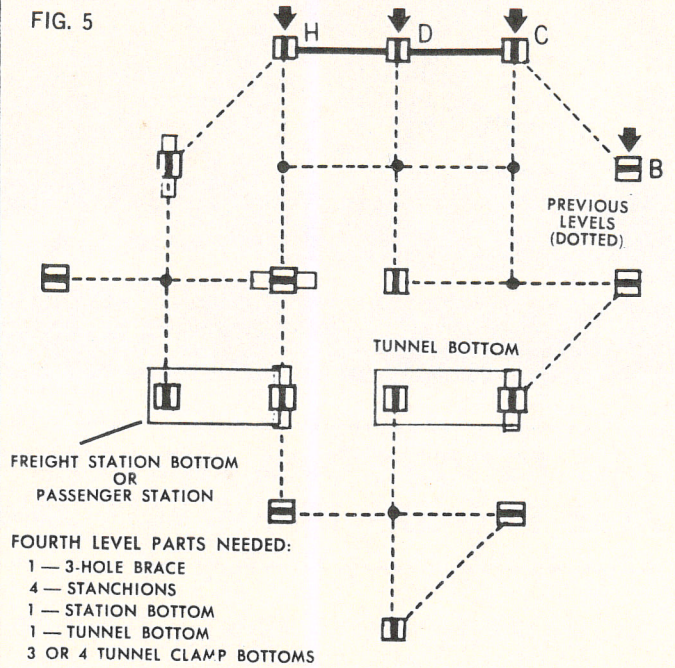 FIG. 5
H
D
C
B
PREVIOUS
LEVELS
(DOTTED)
TUNNEL BOTTOM
FREIGHT STATION BOTTOM
OR
PASSENGER STATION
FOURTH LEVEL PARTS NEEDED:
1 — 3-HOLE BRACE
4 — STANCHIONS
1 — STATION BOTTOM
1 — TUNNEL BOTTOM
3 OR 4 TUNNEL CLAMP BOTTOMS